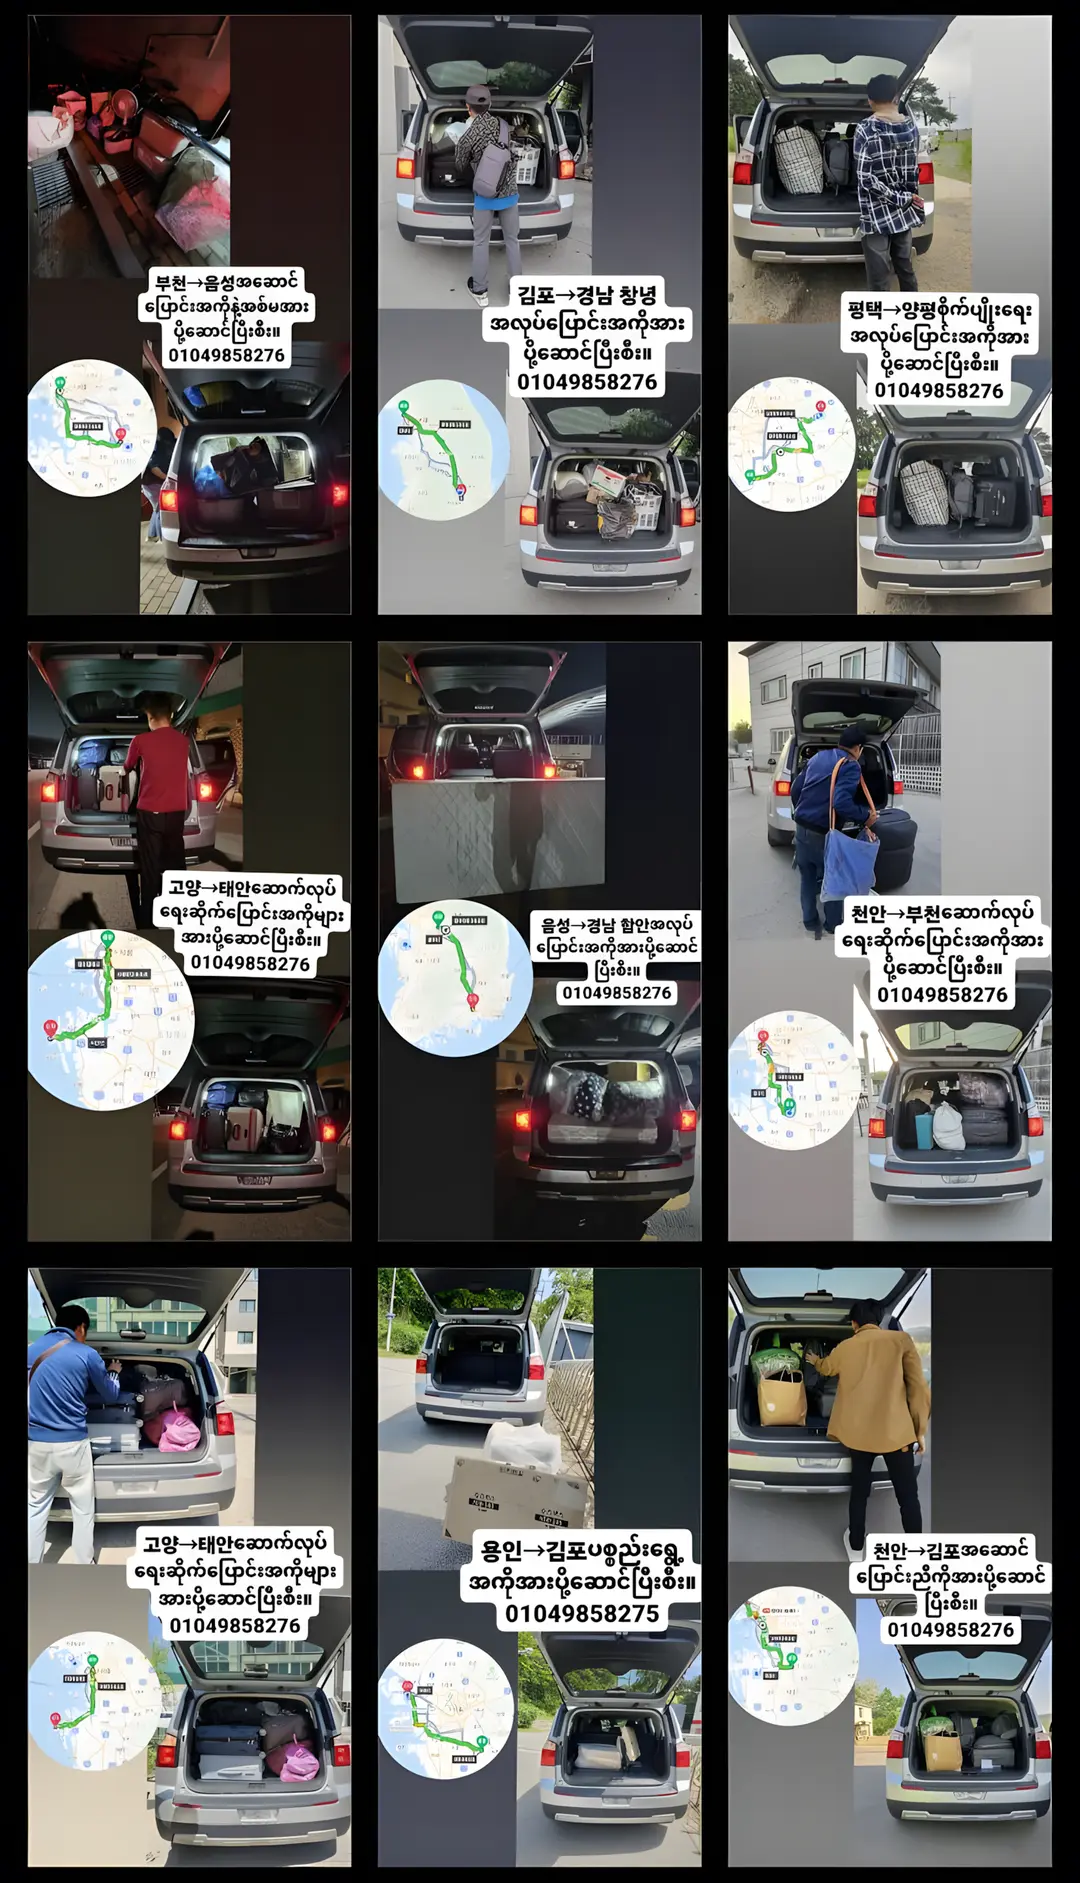 부천→음성အဆောင်
ပြောင်းအကိုနဲ့အစ်မအား
ပို့ဆောင်ပြီးစီး။
01049858276
김포→경남 창녕
အလုပ်ပြောင်းအကိုအား
ပို့ဆောင်ပြီးစီး။
01049858276
평택→양평စိုက်ပျိုးရေး
အလုပ်ပြောင်းအကိုအား
ပို့ဆောင်ပြီးစီး။
01049858276
고양→태안ဆောက်လုပ်
ရေးဆိုက်ပြောင်းအကိုများ
အားပို့ဆောင်ပြီးစီး။
01049858276
음성→경남 함안အလုပ်
ပြောင်းအကိုအားပို့ဆောင်
ပြီးစီး။
01049858276
천안→부천ဆောက်လုပ်
ရေးဆိုက်ပြောင်းအကိုအား
ပို့ဆောင်ပြီးစီး။
01049858276
고양→태안ဆောက်လုပ်
ရေးဆိုက်ပြောင်းအကိုများ
အားပို့ဆောင်ပြီးစီး။
01049858276
용인→김포ပစ္စည်းရွှေ့
အကိုအားပို့ဆောင်ပြီးစီး။
01049858275
천안→김포အဆောင်
ပြောင်းညီကိုအားပို့ဆောင်
ပြီးစီး။
01049858276